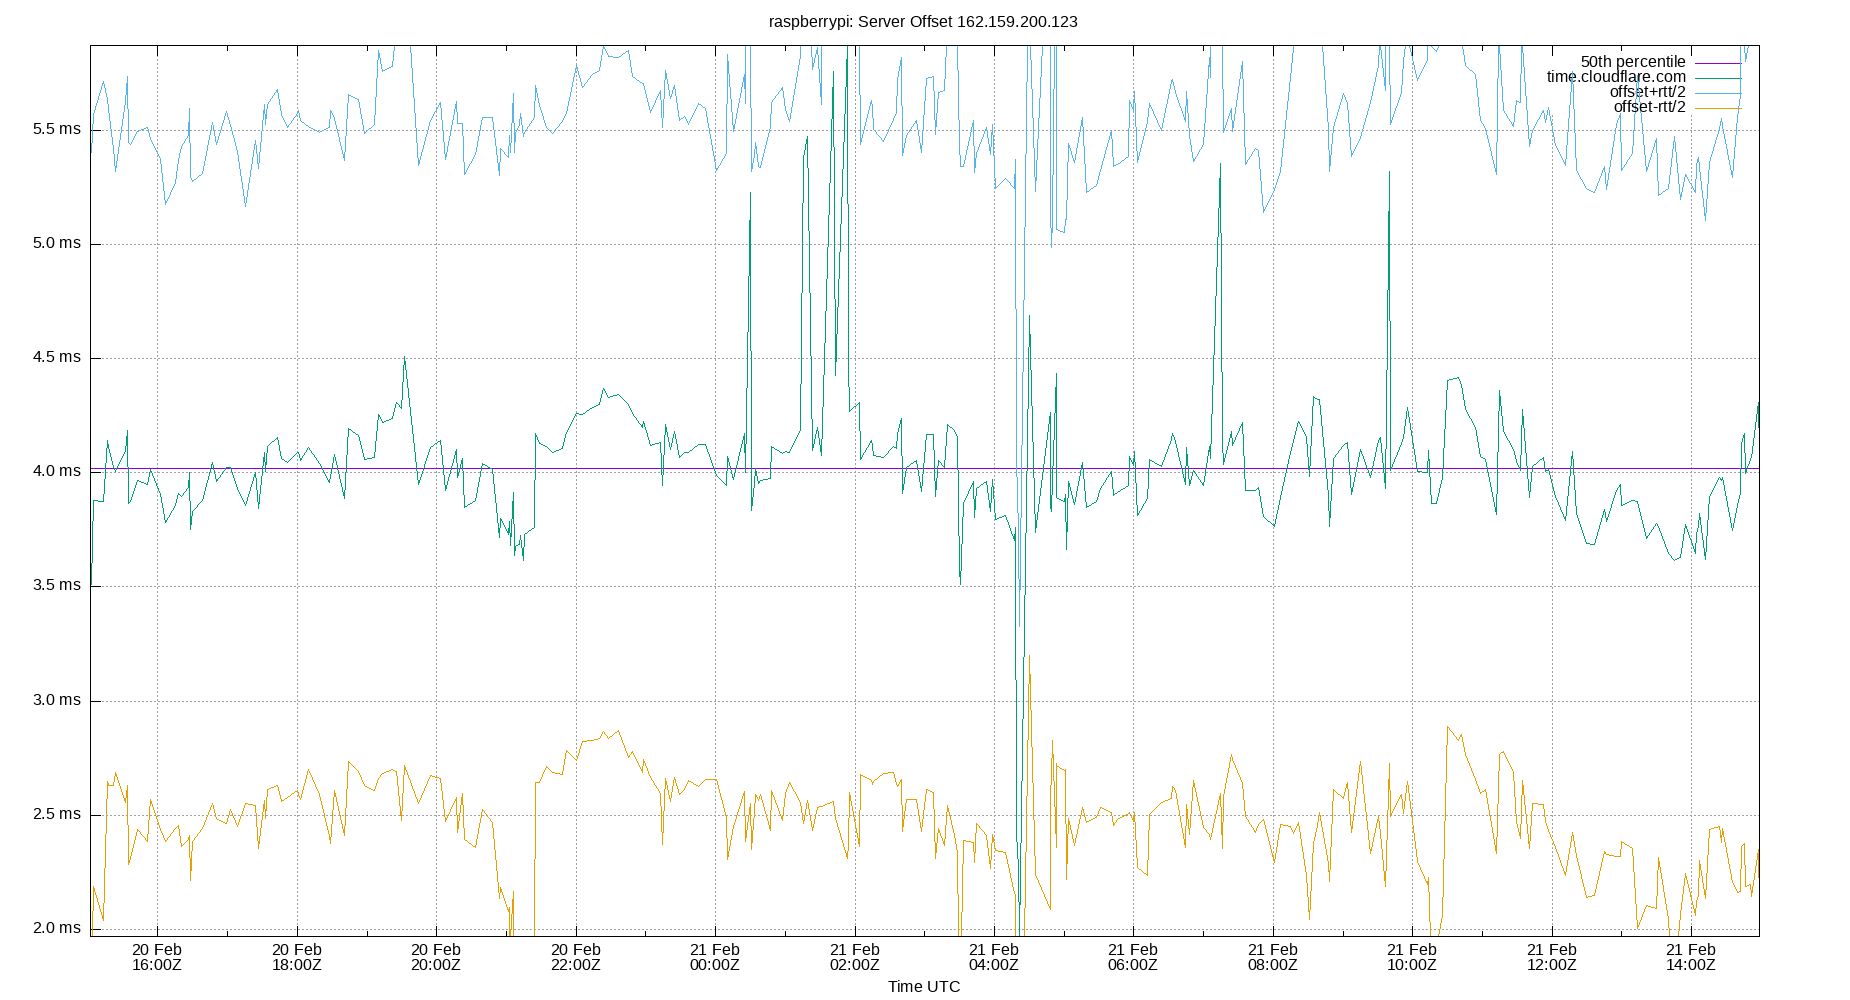 raspberrypi: Server Offset 162.159.200.123
50th percentile
time.cloudflare.com
offset+rtt/2
offset-rtt/2
5.5 ms
5.0 ms
4.5 ms
4.0 ms
3.5 ms
3.0 ms
2.5 ms
2.0 ms
20 Feb 20 Feb 20 Feb 20 Feb 21 Feb 21 Feb 21 Feb 21 Feb 21 Feb 21 Feb 21 Feb 21 Feb
16:00Z 18:00Z 20:00Z 22:00Z 00:00Z 02:00Z 04:00Z 06:00Z 08:00Z 10:00Z 12:00Z 14:00Z
Time UTC